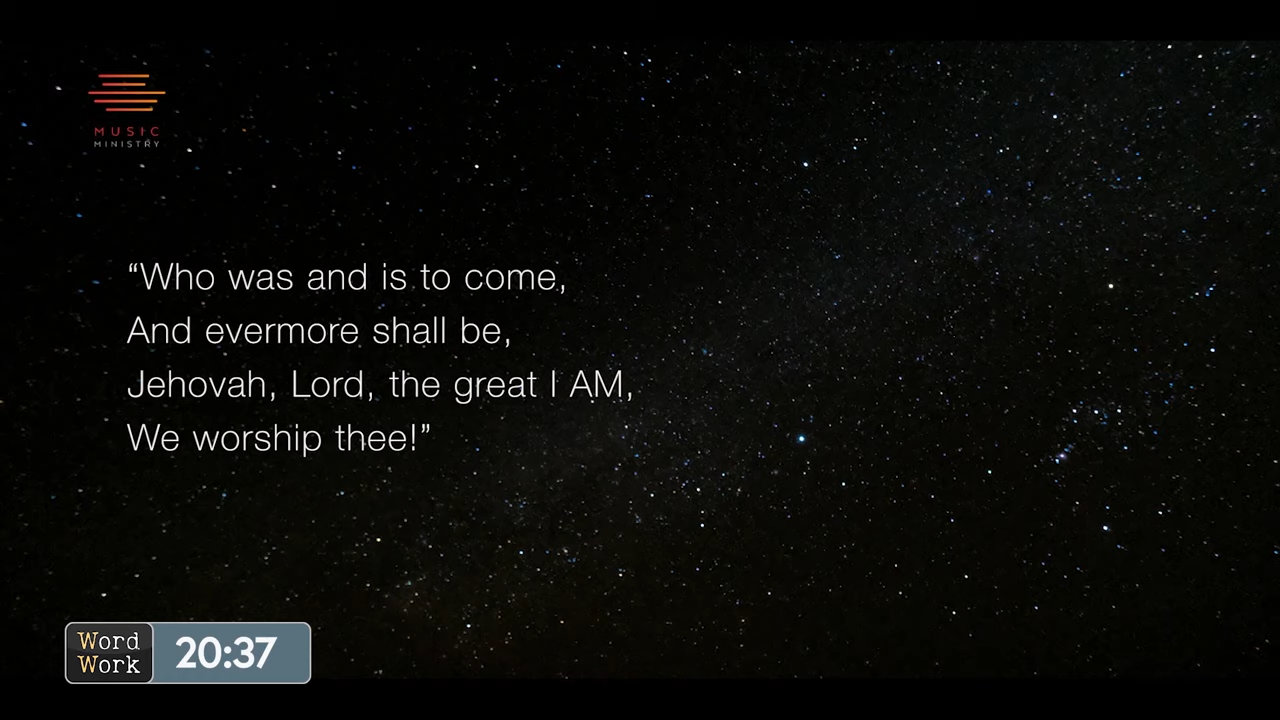 MUSIC
MINISTRY
“Who was and is to come,
And evermore shall be,
Jehovah, Lord, the great I AM,
We worship thee!”
Word
Work
20:37